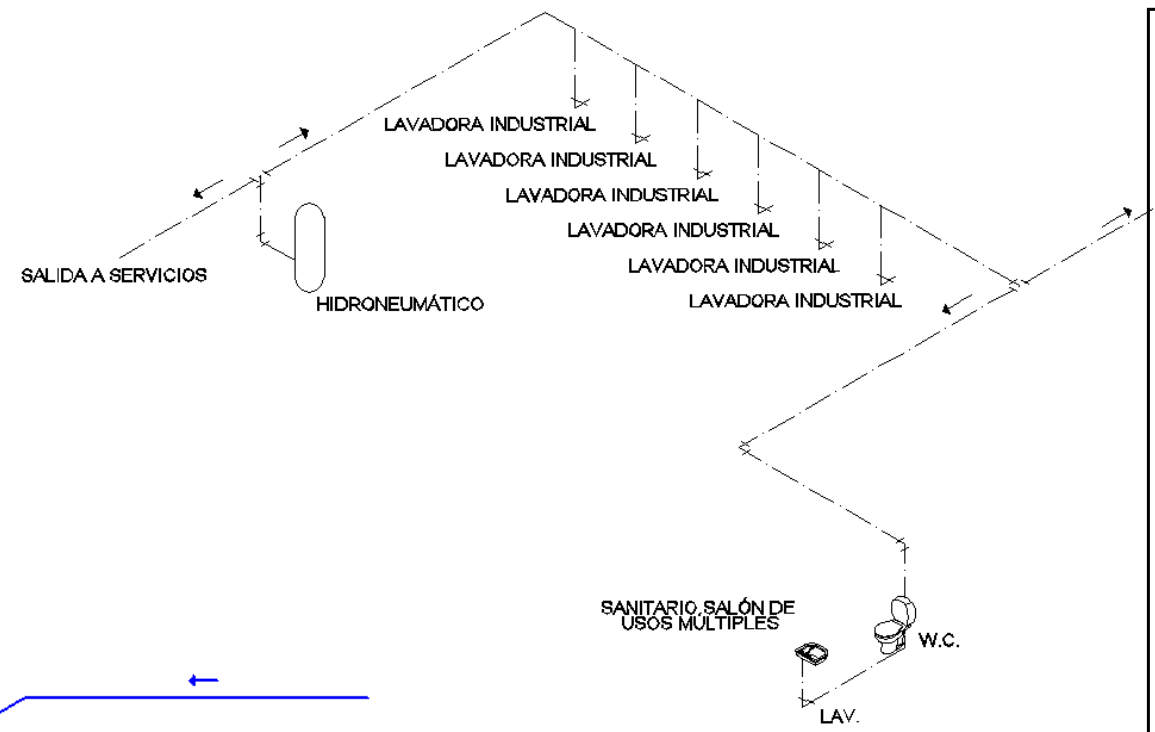 LAVADORA INDUSTRIAL
LAVADORA INDUSTRIAL
LAVADORA INDUSTRIAL
LAVADORA INDUSTRIAL
LAVADORA INDUSTRIAL
LAVADORA INDUSTRIAL
SALIDA A SERVICIOS
HIDRONEUMÁTICO
SANITARIO, SALÓN DE
USOS MÚLTIPLES
W.C.
LAV.